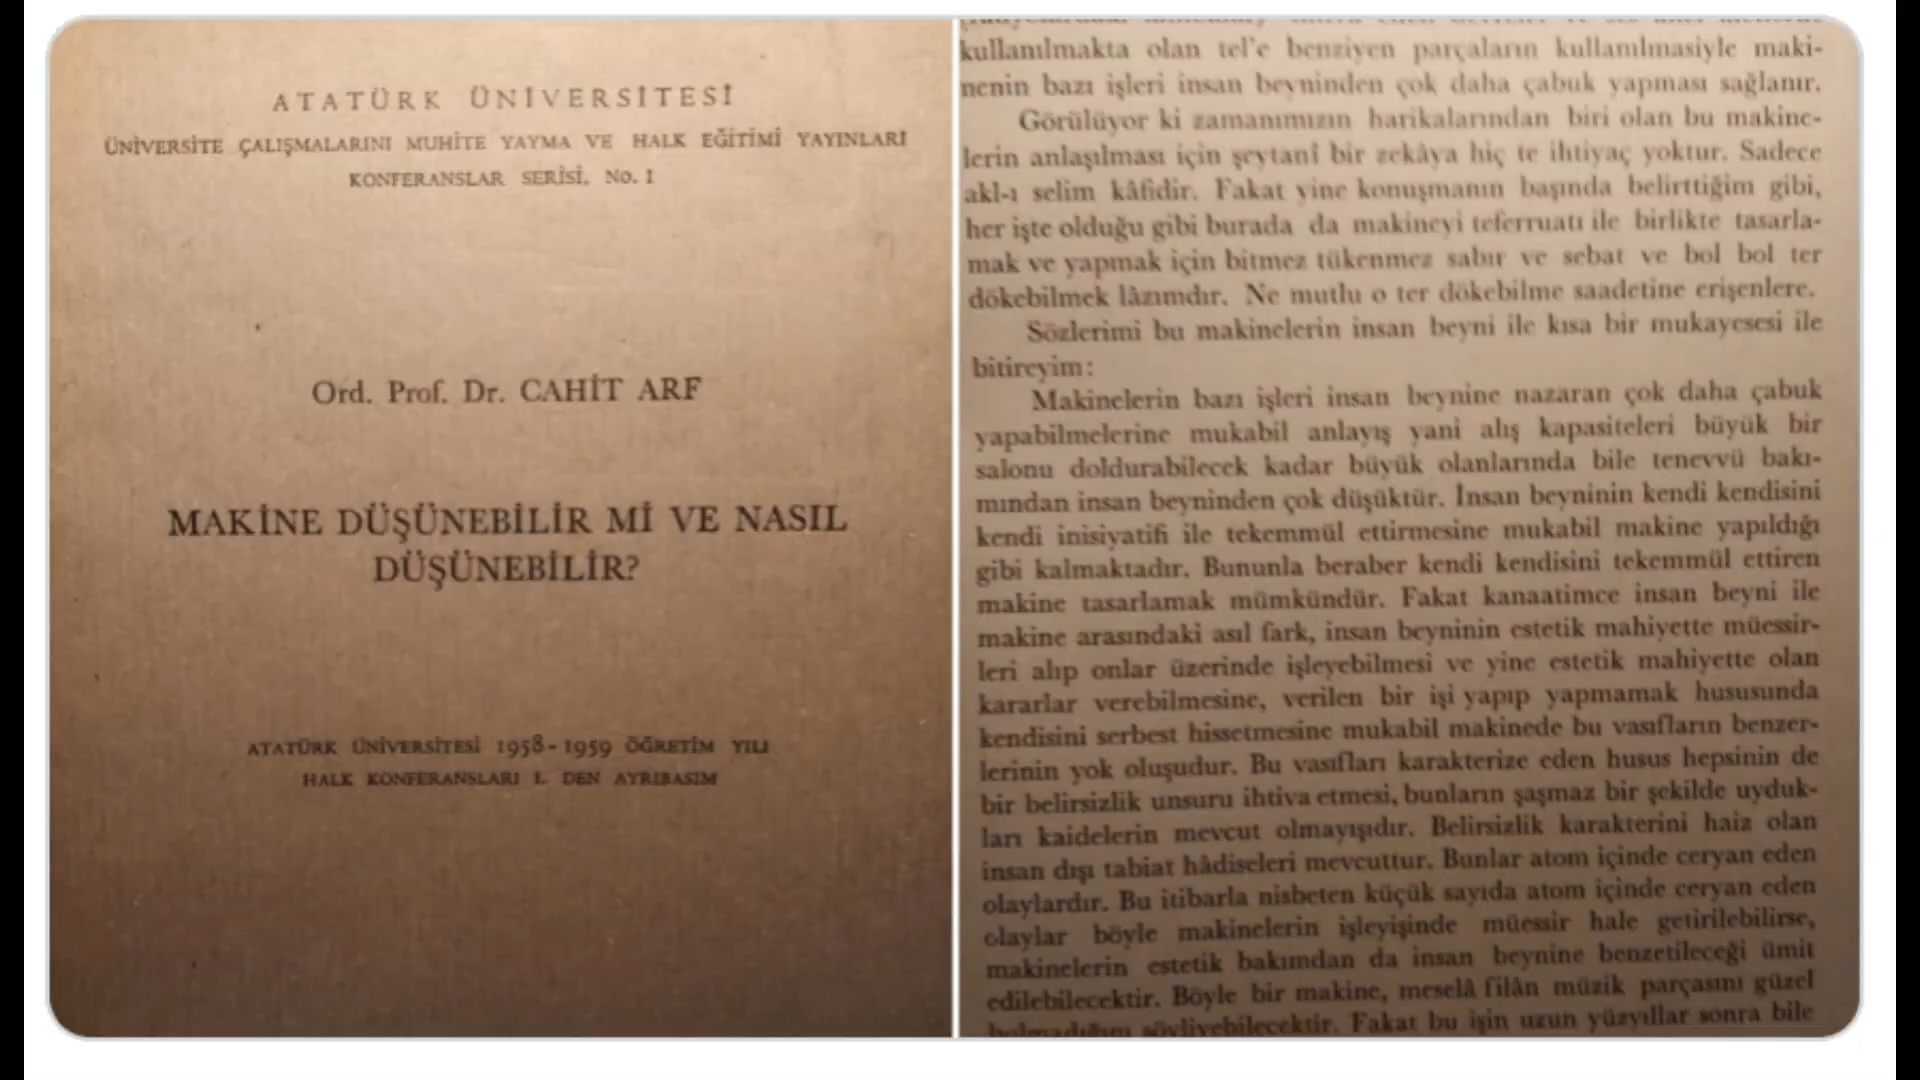 ATATÜRK ÜNİVERSİTESİ
ÜNİVERSİTE ÇALIŞMALARINI MUHİTE YAYMA VE HALK EĞİTİMİ YAYINLARI
KONFERANSLAR SERİSİ, No. I
Ord. Prof. Dr. CAHİT ARF
MAKİNE DÜŞÜNEBİLİR Mİ VE NASIL
DÜŞÜNEBİLİR?
ATATÜRK ÜNİVERSİTESİ 1958-1959 ÖĞRETİM YILI
HALK KONFERANSLARI I. DEN AYRIBASIM
kullanılmakta olan tel'e benziyen parçaların kullanılmasiyle maki-
nenin bazı işleri insan beyninden çok daha çabuk yapması sağlanır.
Görülüyor ki zamanımızın harikalarından biri olan bu makine-
lerin anlaşılması için şeytanî bir zekâya hiç te ihtiyaç yoktur. Sadece
akl-ı selim kâfidir. Fakat yine konuşmanın başında belirttiğim gibi,
her işte olduğu gibi burada da makineyi teferruatı ile birlikte tasarla-
mak ve yapmak için bitmez tükenmez sabır ve sebat ve bol bol ter
dökebilmek lâzımdır. Ne mutlu o ter dökebilme saadetine erişenlere.
Sözlerimi bu makinelerin insan beyni ile kısa bir mukayesesi ile
bitireyim:
Makinelerin bazı işleri insan beynine nazaran çok daha çabuk
yapabilmelerine mukabil anlayış yani alış kapasiteleri büyük bir
salonu doldurabilecek kadar büyük olanlarında bile tenevvü bakı-
mından insan beyninden çok düşüktür. İnsan beyninin kendi kendisini
kendi inisiyatifi ile tekemmül ettirmesine mukabil makine yapıldığı
gibi kalmaktadır. Bununla beraber kendi kendisini tekemmül ettiren
makine tasarlamak mümkündür. Fakat kanaatimce insan beyni ile
makine arasındaki asıl fark, insan beyninin estetik mahiyette müessir-
leri alıp onlar üzerinde işleyebilmesi ve yine estetik mahiyette olan
kararlar verebilmesine, verilen bir işi yapıp yapmamak hususunda
kendisini serbest hissetmesine mukabil makinede bu vasıfların benzer-
lerinin yok oluşudur. Bu vasıfları karakterize eden husus hepsinin de
bir belirsizlik unsuru ihtiva etmesi, bunların şaşmaz bir şekilde uyduk-
ları kaidelerin mevcut olmayışıdır. Belirsizlik karakterini haiz olan
insan dışı tabiat hâdiseleri mevcuttur. Bunlar atom içinde ceryan eden
olaylardır. Bu itibarla nisbeten küçük sayıda atom içinde ceryan eden
olaylar böyle makinelerin işleyişinde müessir hale getirilebilirse,
makinelerin estetik bakımdan da insan beynine benzetileceği ümit
edilebilecektir. Böyle bir makine, meselâ filân müzik parçasını güzel
bulmadığını söyliyebilecektir. Fakat bu işin uzun yüzyıllar sonra bile